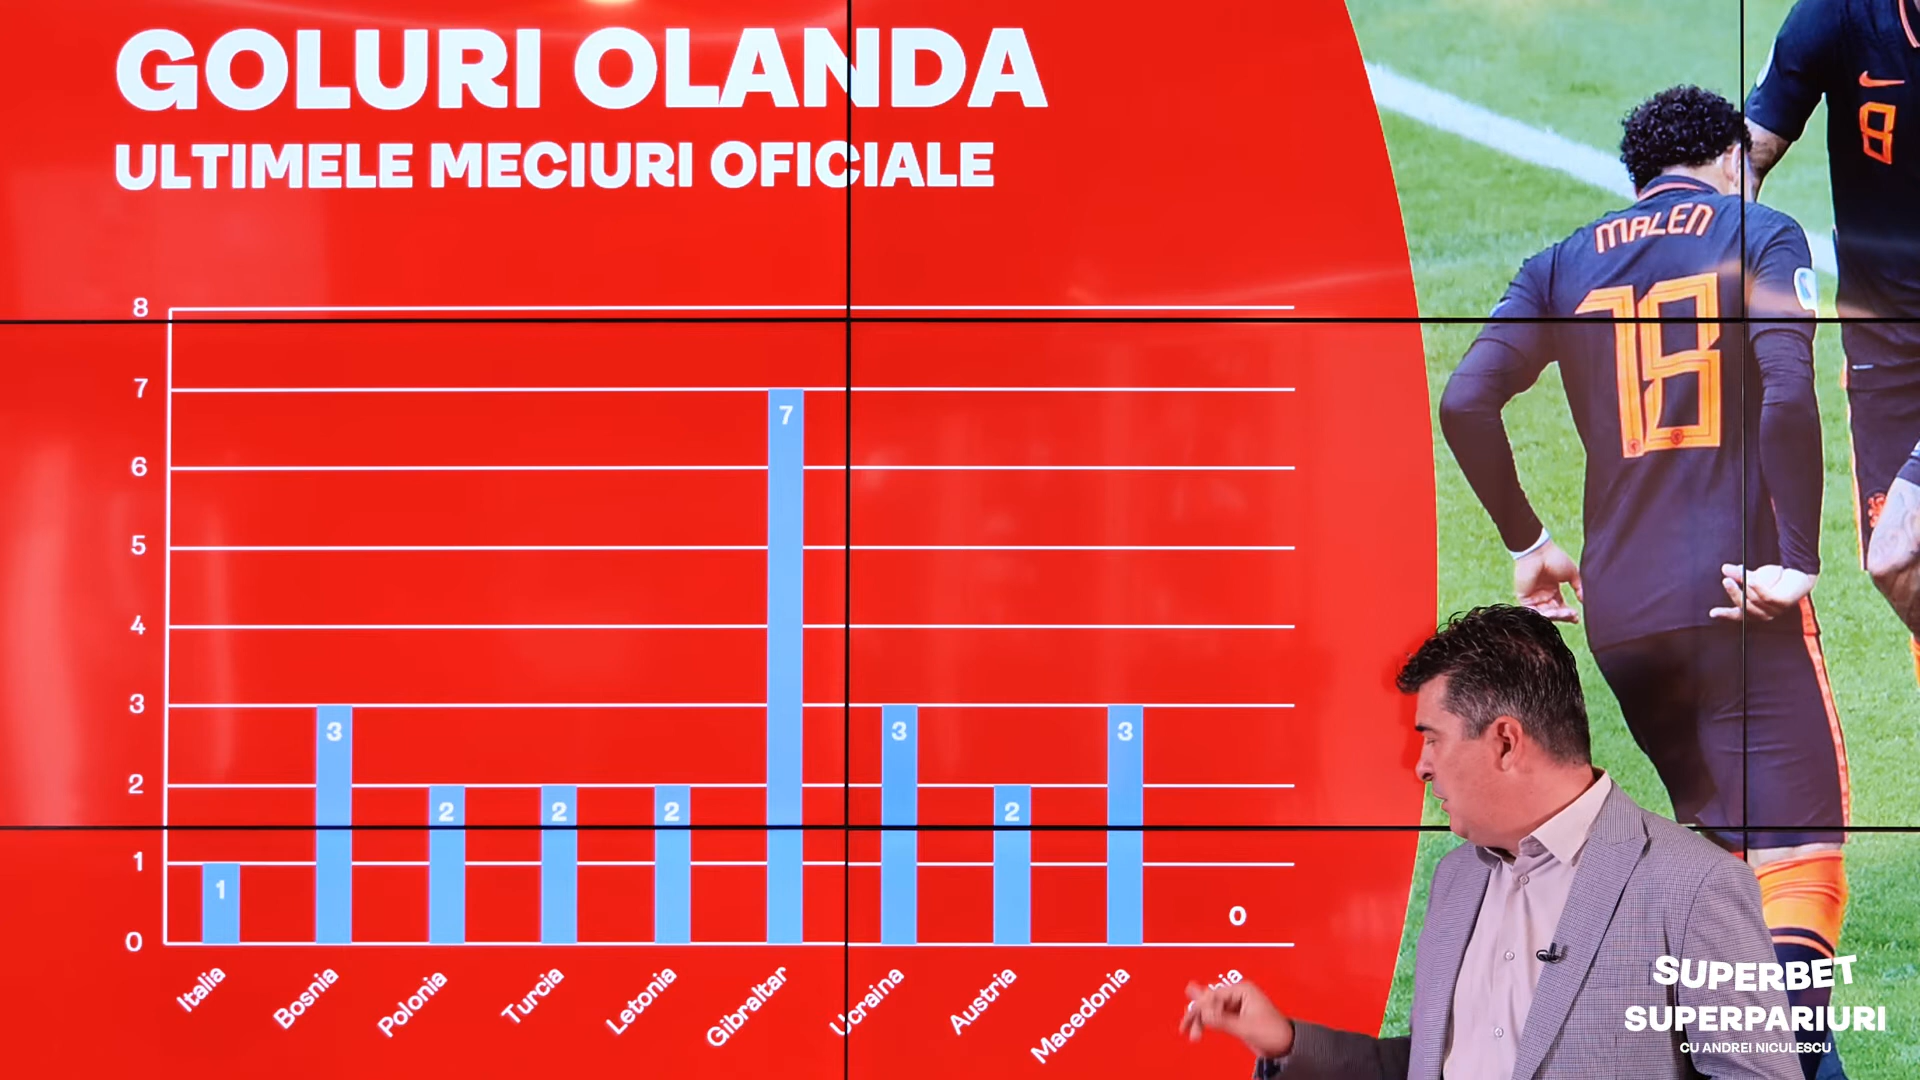 GOLURI OLANDA
ULTIMELE MECIURI OFICIALE
8
7
6
5
4
3
2
1
0
1
3
2
2
2
7
3
2
3
0
Italia
Bosnia
Polonia
Turcia
Letonia
Gibraltar
Ucraina
Austria
Macedonia
MALEN
18
8
SUPERBET
SUPERPARIURI
CU ANDREI NICULESCU